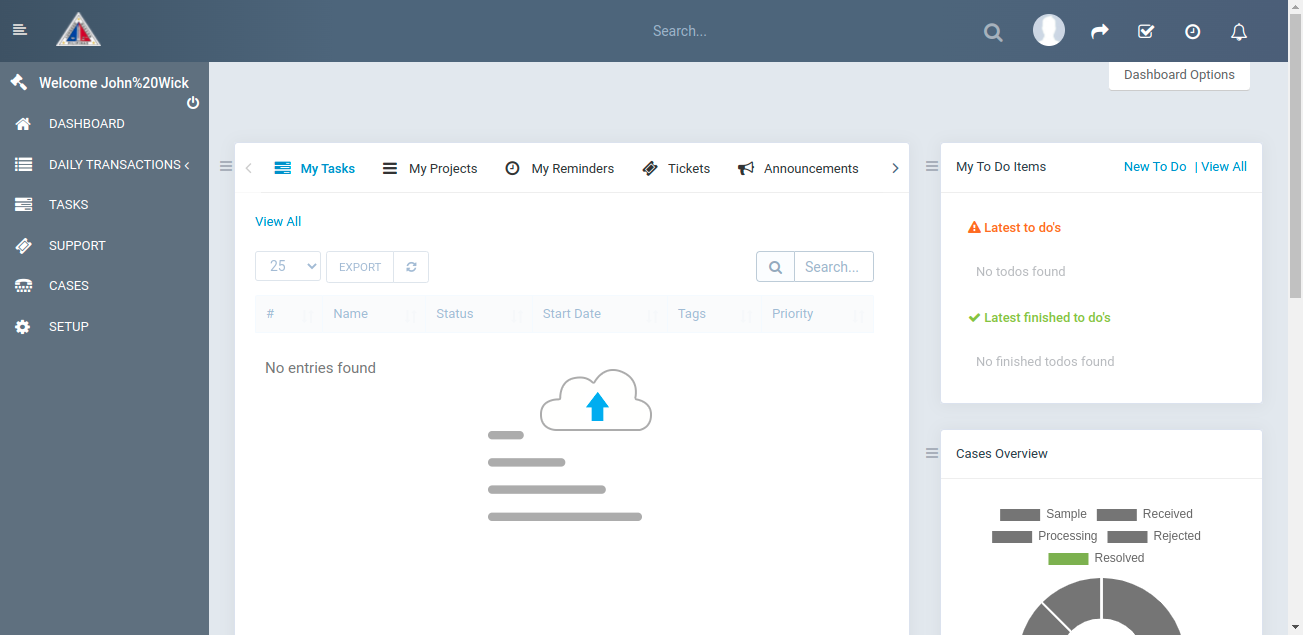 Search...
Welcome John%20Wick
DASHBOARD
DAILY TRANSACTIONS
TASKS
SUPPORT
CASES
SETUP
Dashboard Options
My Tasks My Projects My Reminders Tickets Announcements
View All
25 EXPORT Search...
# Name Status Start Date Tags Priority
No entries found
My To Do Items New To Do | View All
Latest to do's
No todos found
Latest finished to do's
No finished todos found
Cases Overview
Sample Received
Processing Rejected
Resolved